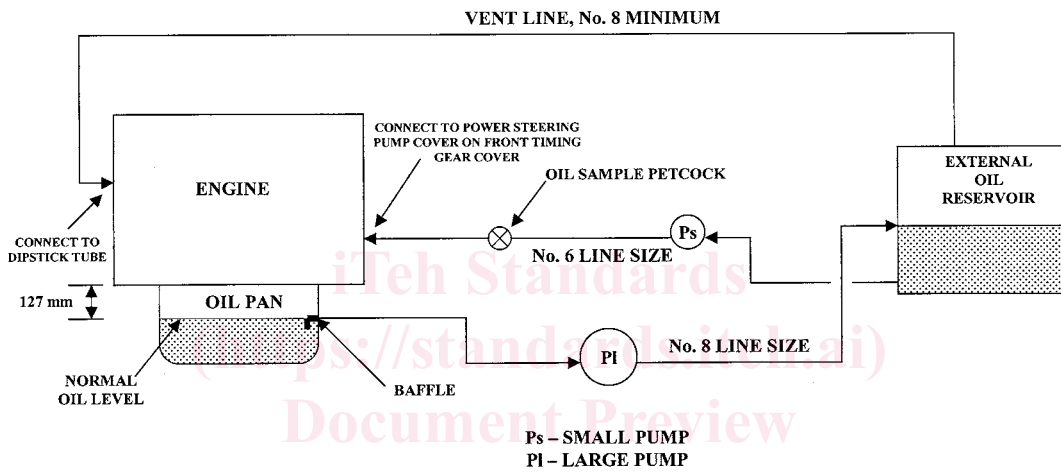 VENT LINE, No. 8 MINIMUM
CONNECT TO POWER STEERING
PUMP COVER ON FRONT TIMING
GEAR COVER
ENGINE
OIL SAMPLE PETCOCK
EXTERNAL
OIL
RESERVOIR
CONNECT TO
DIPSTICK TUBE
Ps
No. 6 LINE SIZE
127 mm
OIL PAN
iTeh Standards
(https://standards.iteh.ai)
Document Preview
Pl
No. 8 LINE SIZE
NORMAL
OIL LEVEL
BAFFLE
Ps – SMALL PUMP
Pl – LARGE PUMP